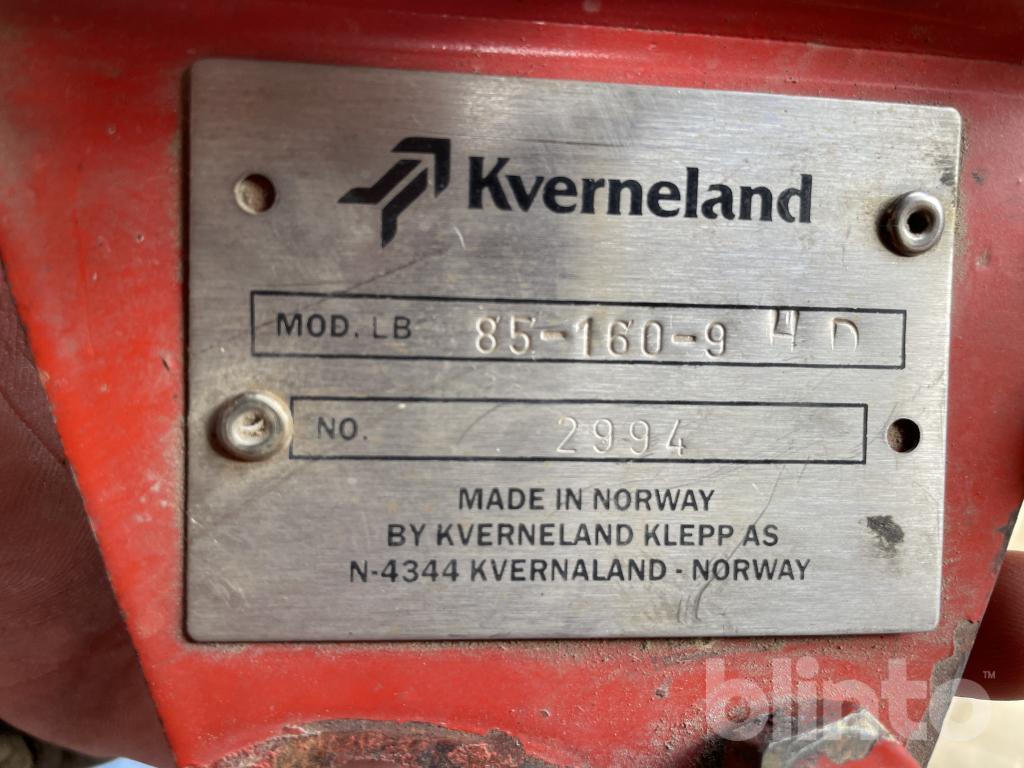 Kverneland
MOD. LB 85-160-9 4 D
NO. 2994
MADE IN NORWAY
BY KVERNELAND KLEPP AS
N-4344 KVERNALAND - NORWAY
blinto™